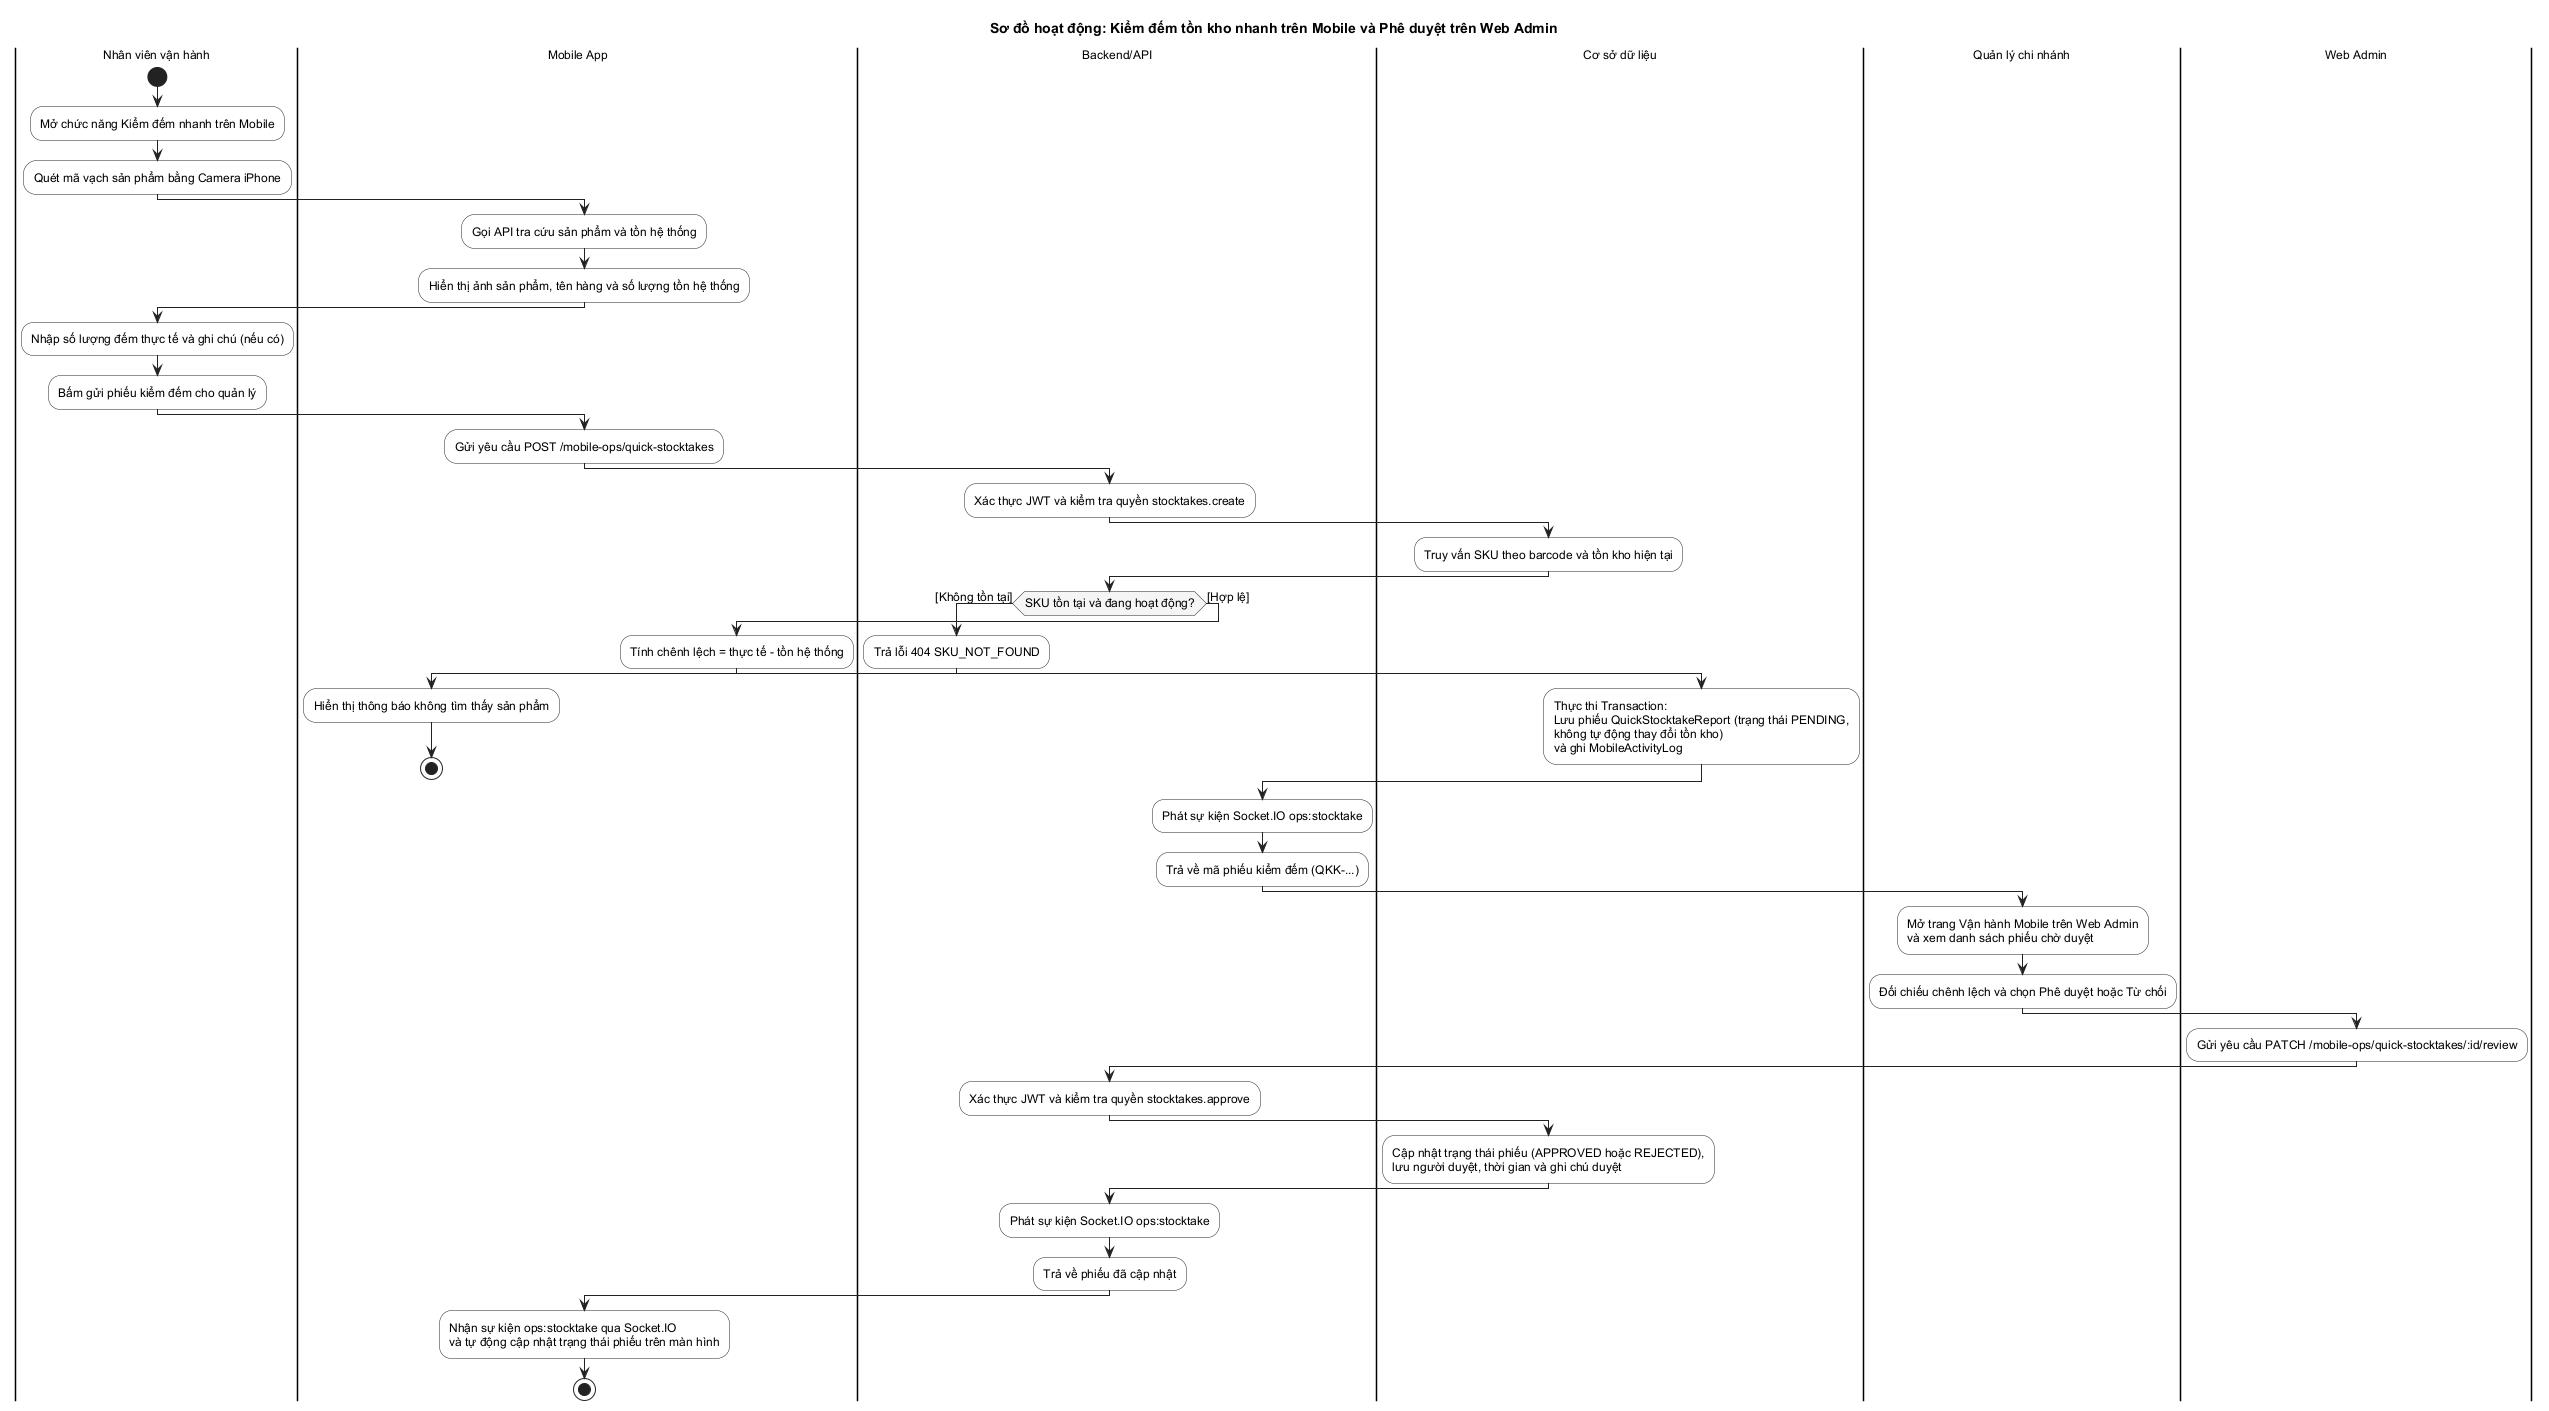 Sơ đồ hoạt động: Kiểm đếm tồn kho nhanh trên Mobile và Phê duyệt trên Web Admin
Nhân viên vận hành
Mobile App
Backend/API
Cơ sở dữ liệu
Quản lý chi nhánh
Web Admin
Mở chức năng Kiểm đếm nhanh trên Mobile
Quét mã vạch sản phẩm bằng Camera iPhone
Gọi API tra cứu sản phẩm và tồn hệ thống
Hiển thị ảnh sản phẩm, tên hàng và số lượng tồn hệ thống
Nhập số lượng đếm thực tế và ghi chú (nếu có)
Bấm gửi phiếu kiểm đếm cho quản lý
Gửi yêu cầu POST /mobile-ops/quick-stocktakes
Xác thực JWT và kiểm tra quyền stocktakes.create
Truy vấn SKU theo barcode và tồn kho hiện tại
[Không tồn tại]
SKU tồn tại và đang hoạt động?
[Hợp lệ]
Tính chênh lệch = thực tế - tồn hệ thống
Trả lỗi 404 SKU_NOT_FOUND
Hiển thị thông báo không tìm thấy sản phẩm
Thực thi Transaction:
Lưu phiếu QuickStocktakeReport (trạng thái PENDING,
không tự động thay đổi tồn kho)
và ghi MobileActivityLog
Phát sự kiện Socket.IO ops:stocktake
Trả về mã phiếu kiểm đếm (QKK-...)
Mở trang Vận hành Mobile trên Web Admin
và xem danh sách phiếu chờ duyệt
Đối chiếu chênh lệch và chọn Phê duyệt hoặc Từ chối
Gửi yêu cầu PATCH /mobile-ops/quick-stocktakes/:id/review
Xác thực JWT và kiểm tra quyền stocktakes.approve
Cập nhật trạng thái phiếu (APPROVED hoặc REJECTED),
lưu người duyệt, thời gian và ghi chú duyệt
Phát sự kiện Socket.IO ops:stocktake
Trả về phiếu đã cập nhật
Nhận sự kiện ops:stocktake qua Socket.IO
và tự động cập nhật trạng thái phiếu trên màn hình